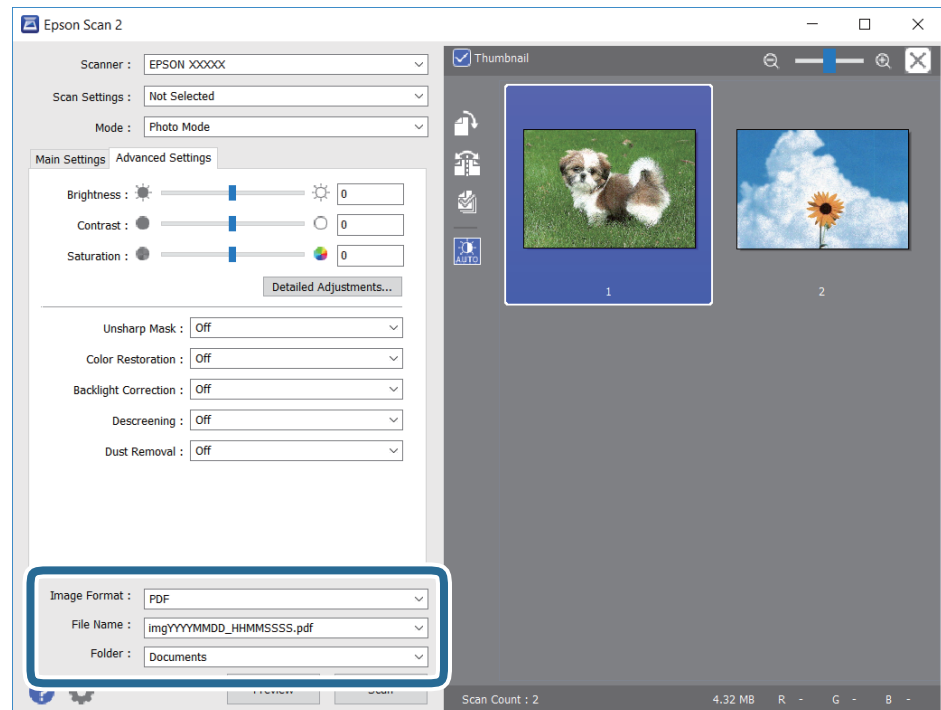 Epson Scan 2
Scanner : EPSON XXXXX
Scan Settings : Not Selected
Mode : Photo Mode
Main Settings Advanced Settings
Brightness : 0
Contrast : 0
Saturation : 0
Detailed Adjustments...
Unsharp Mask : Off
Color Restoration : Off
Backlight Correction : Off
Descreening : Off
Dust Removal : Off
Image Format : PDF
File Name : imgYYYYMMDD_HHMMSSSS.pdf
Folder : Documents
Preview Scan
Thumbnail
AUTO
1 2
Scan Count : 2 4.32 MB R - G - B -